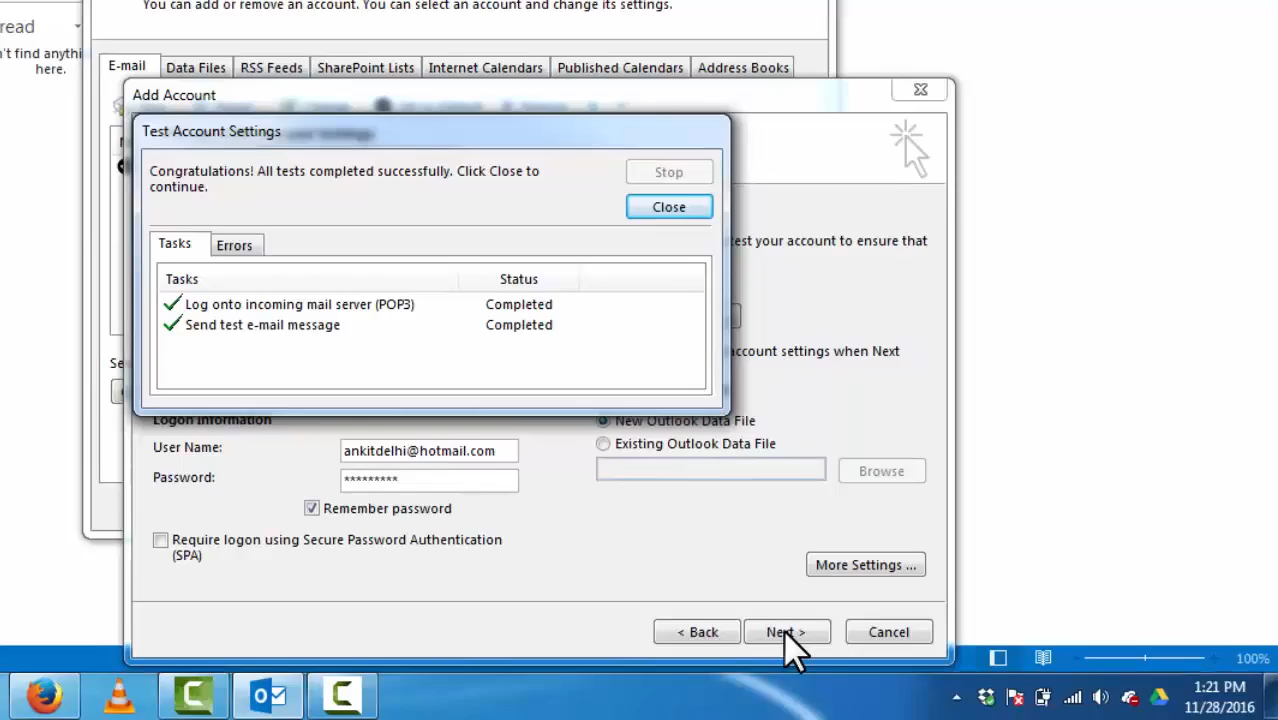 You can add or remove an account. You can select an account and change its settings.
read
't find anythi
here.
E-mail
Data Files
RSS Feeds
SharePoint Lists
Internet Calendars
Published Calendars
Address Books
Add Account
Test Account Settings
Congratulations! All tests completed successfully. Click Close to
continue.
Stop
Close
Tasks
Errors
Tasks Status
Log onto incoming mail server (POP3) Completed
Send test e-mail message Completed
test your account to ensure that
account settings when Next
Se
Logon Information
New Outlook Data File
Existing Outlook Data File
User Name: ankitdelhi@hotmail.com
Password: *********
Browse
Remember password
Require logon using Secure Password Authentication
(SPA)
More Settings ...
< Back
Next >
Cancel
100%
1:21 PM
11/28/2016